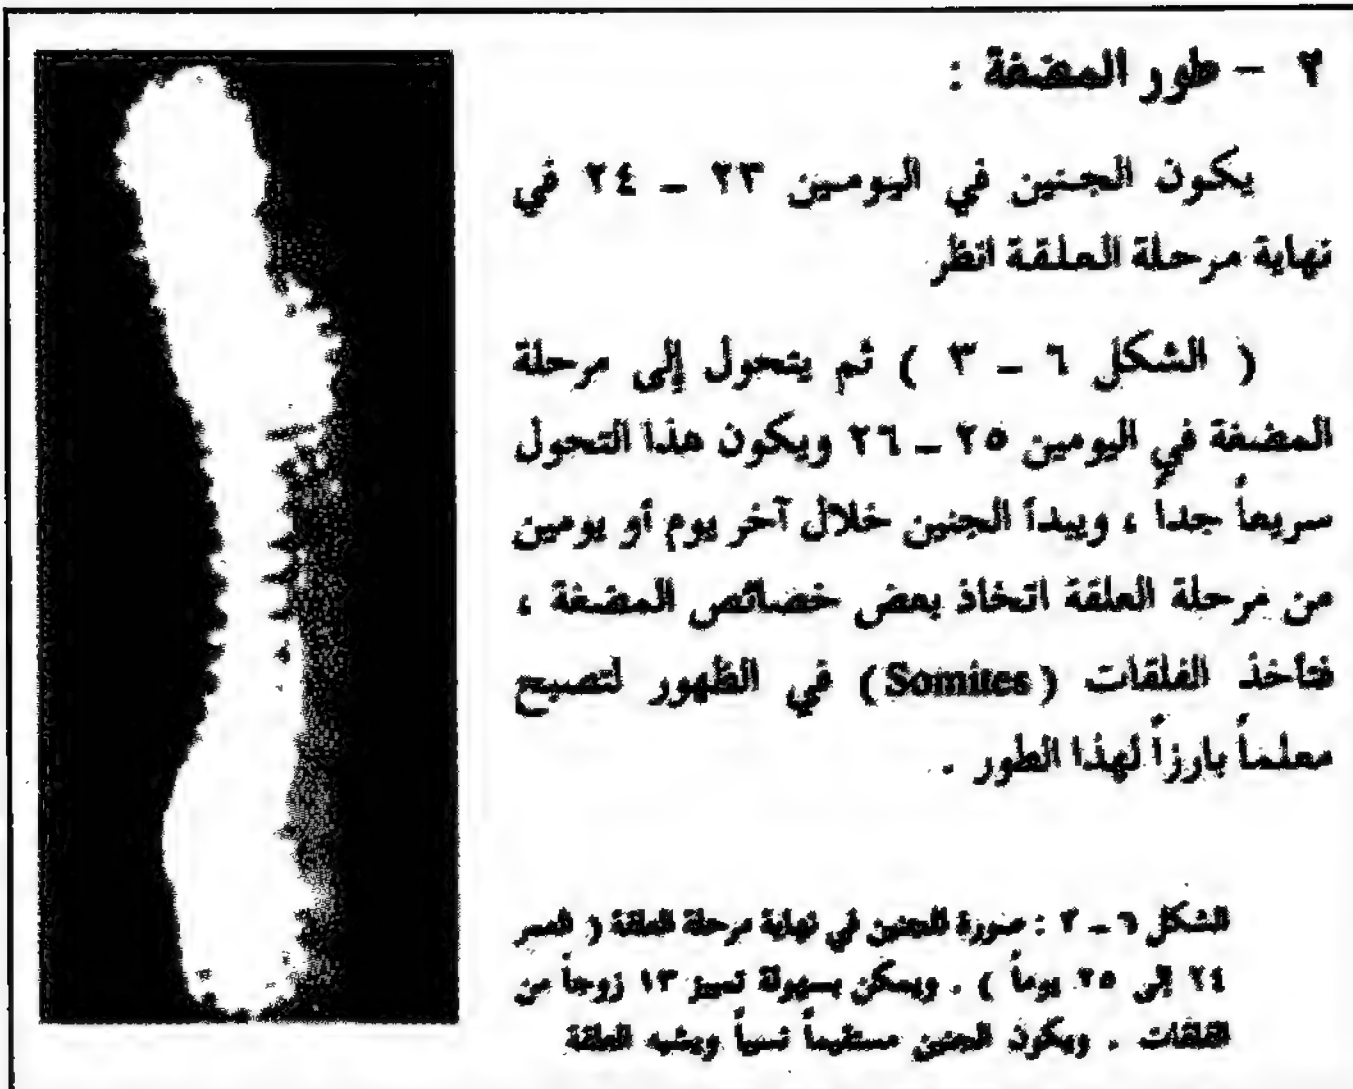 ٢ - طور المضغة :
يكون الجنين في اليومين ٢٣ - ٢٤ في
نهاية مرحلة العلقة انظر
( الشكل ٦ - ٣ ) ثم يتحول إلى مرحلة
المضغة في اليومين ٢٥ - ٢٦ ويكون هذا التحول
سريعاً جداً ، ويبدأ الجنين خلال آخر يوم أو يومين
من مرحلة العلقة اتخاذ بعض خصائص المضغة ،
فتأخذ الفلقات (Somites) في الظهور لتصبح
معلماً بارزاً لهذا الطور .
الشكل ٦ - ٣ : صورة للجنين في نهاية مرحلة العلقة ( العمر
٢٤ إلى ٢٥ يوماً ) . ويمكن بسهولة تمييز ١٣ زوجاً من
الفلقات . ويكون الجنين مستقيماً نسبياً ويشبه العلقة